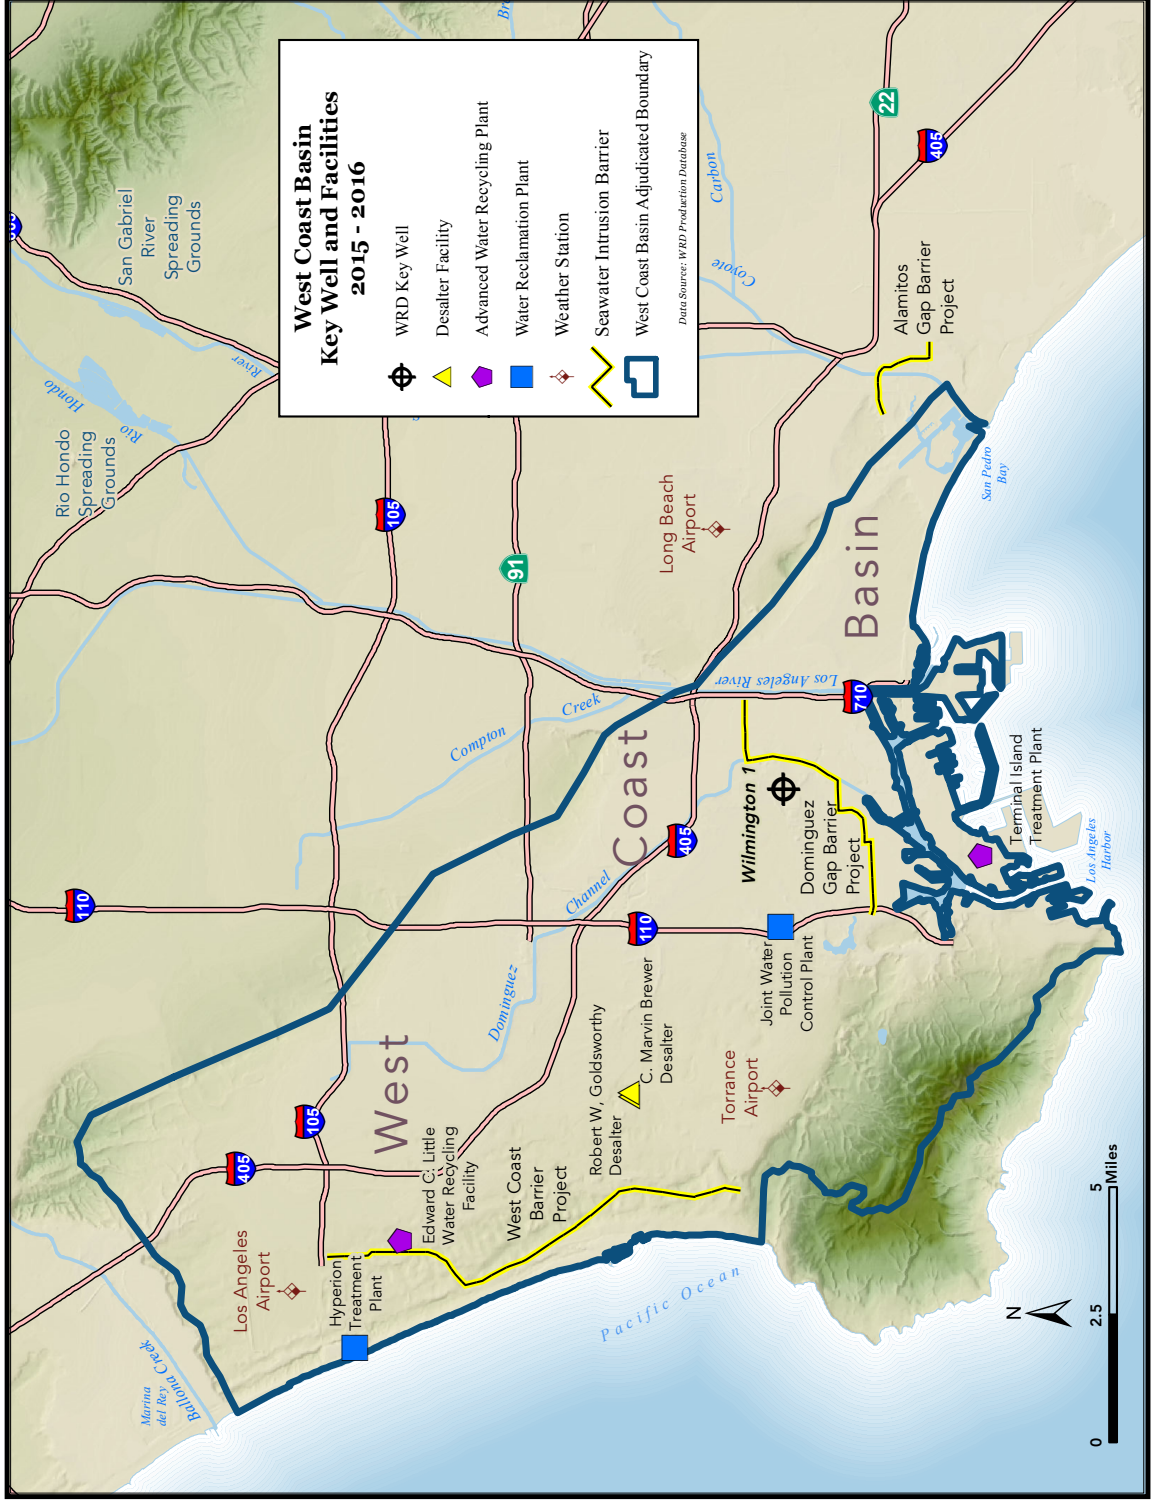 West Coast Basin
Key Well and Facilities
2015 - 2016
WRD Key Well
Desalter Facility
Advanced Water Recycling Plant
Water Reclamation Plant
Weather Station
Seawater Intrusion Barrier
West Coast Basin Adjudicated Boundary
Data Source: WRD Production Database
San Gabriel
River
Spreading
Grounds
Rio Hondo
Spreading
Grounds
Rio
Hondo
River
Carbon
Coyote
Br
22
405
Alamitos
Gap Barrier
Project
San Pedro
Bay
105
91
Long Beach
Airport
Basin
Los Angeles River
710
Compton
Creek
Coast
405
Wilmington 1
Dominguez
Gap Barrier
Project
Terminal Island
Treatment Plant
Los Angeles
Harbor
110
110
Channel
Dominguez
Joint Water
Pollution
Control Plant
C. Marvin Brewer
Desalter
Robert W, Goldsworthy
Desalter
Torrance
Airport
West
105
405
Edward C. Little
Water Recycling
Facility
West Coast
Barrier
Project
Los Angeles
Airport
Hyperion
Treatment
Plant
Marina
del Rey
Ballona Creek
Pacific Ocean
N
0
2.5
5
Miles